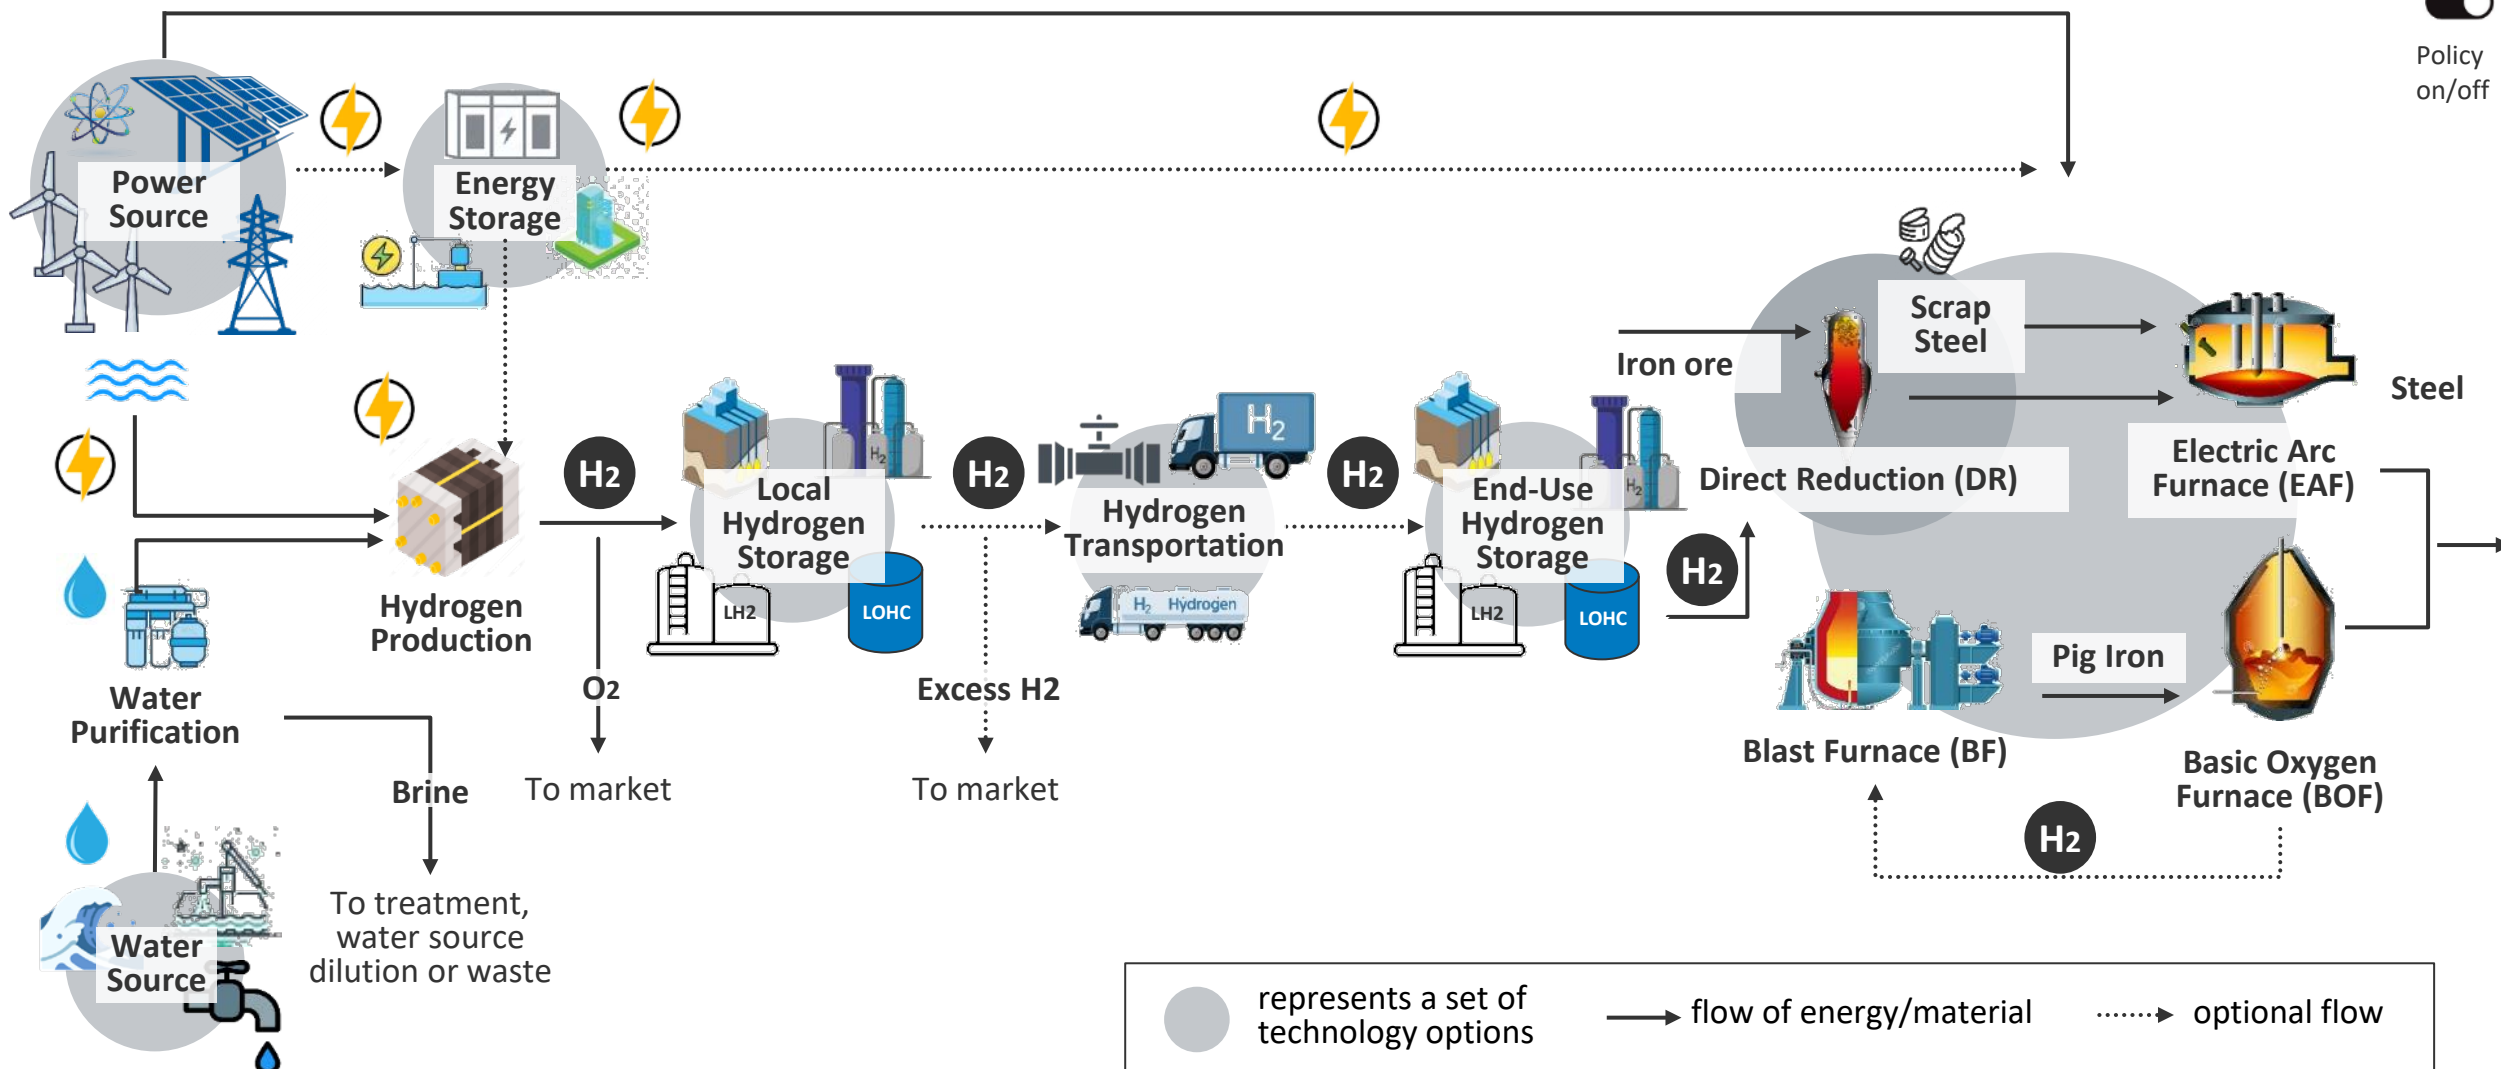 Policy
on/off
Power
Source
Energy
Storage
Scrap
Steel
Iron ore
Steel
H2
H2
H2
H2
H2
H2
H2
Local
Hydrogen
Storage
LH2
LOHC
Hydrogen
Transportation
H2 Hydrogen
End-Use
Hydrogen
Storage
H2
LH2
LOHC
H2
Direct Reduction (DR)
Electric Arc
Furnace (EAF)
Hydrogen
Production
Pig Iron
O2
Excess H2
Water
Purification
Blast Furnace (BF)
Basic Oxygen
Furnace (BOF)
Brine
To market
To market
H2
To treatment,
water source
dilution or waste
Water
Source
represents a set of
technology options
flow of energy/material
optional flow